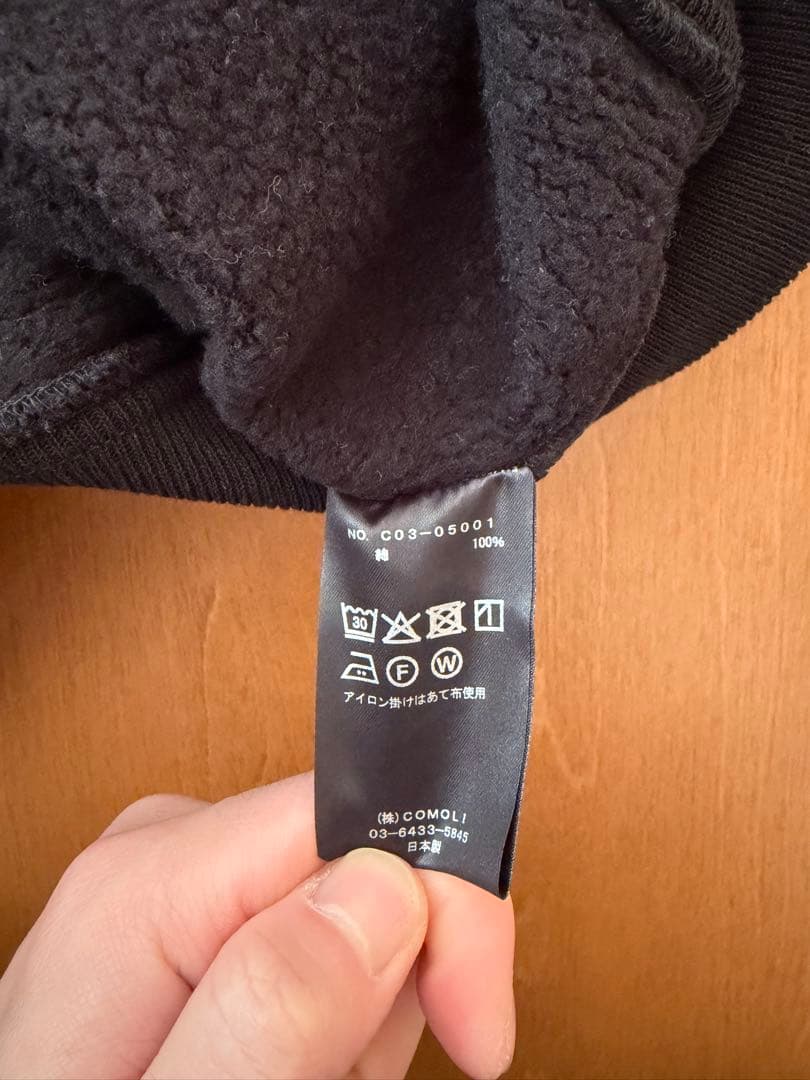 NO. C03-05001
綿 100%
30
F W
アイロン掛けはあて布使用
(株)COMOLI
03-6433-5845
日本製